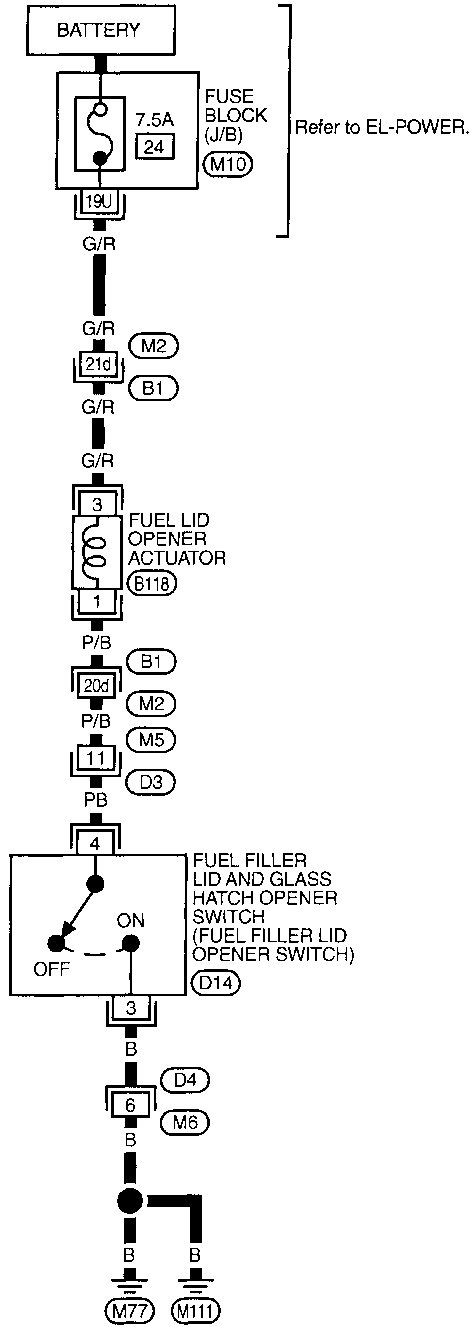 BATTERY
FUSE
BLOCK
(J/B)
7.5A
24
M10
Refer to EL-POWER.
19U
G/R
G/R
M2
21d
B1
G/R
G/R
3
FUEL LID
OPENER
ACTUATOR
B118
1
P/B
B1
20d
M2
P/B
M5
11
D3
PB
4
FUEL FILLER
LID AND GLASS
HATCH OPENER
SWITCH
(FUEL FILLER LID
OPENER SWITCH)
ON
OFF
D14
3
B
D4
6
M6
B
B
B
M77
M111